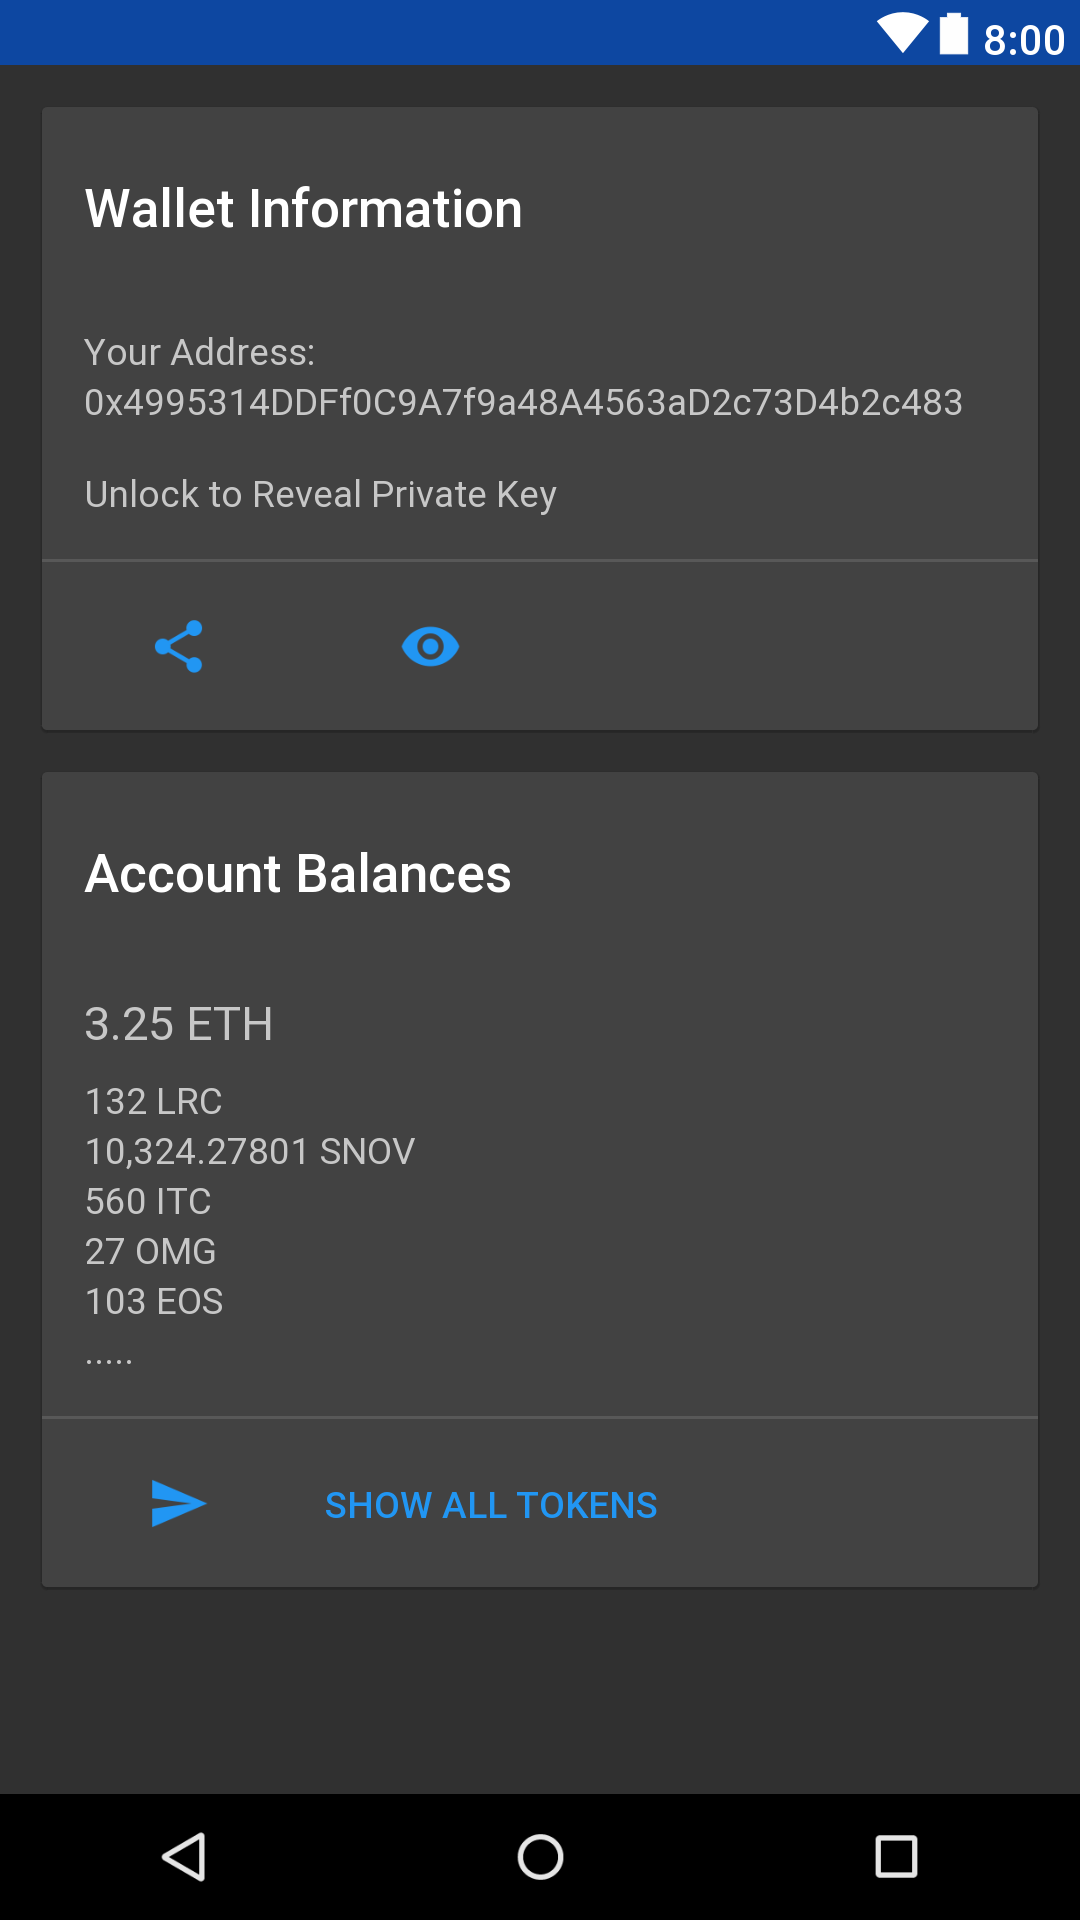 8:00
Wallet Information
Your Address:
0x4995314DDFf0C9A7f9a48A4563aD2c73D4b2c483
Unlock to Reveal Private Key
Account Balances
3.25 ETH
132 LRC
10,324.27801 SNOV
560 ITC
27 OMG
103 EOS
.....
SHOW ALL TOKENS